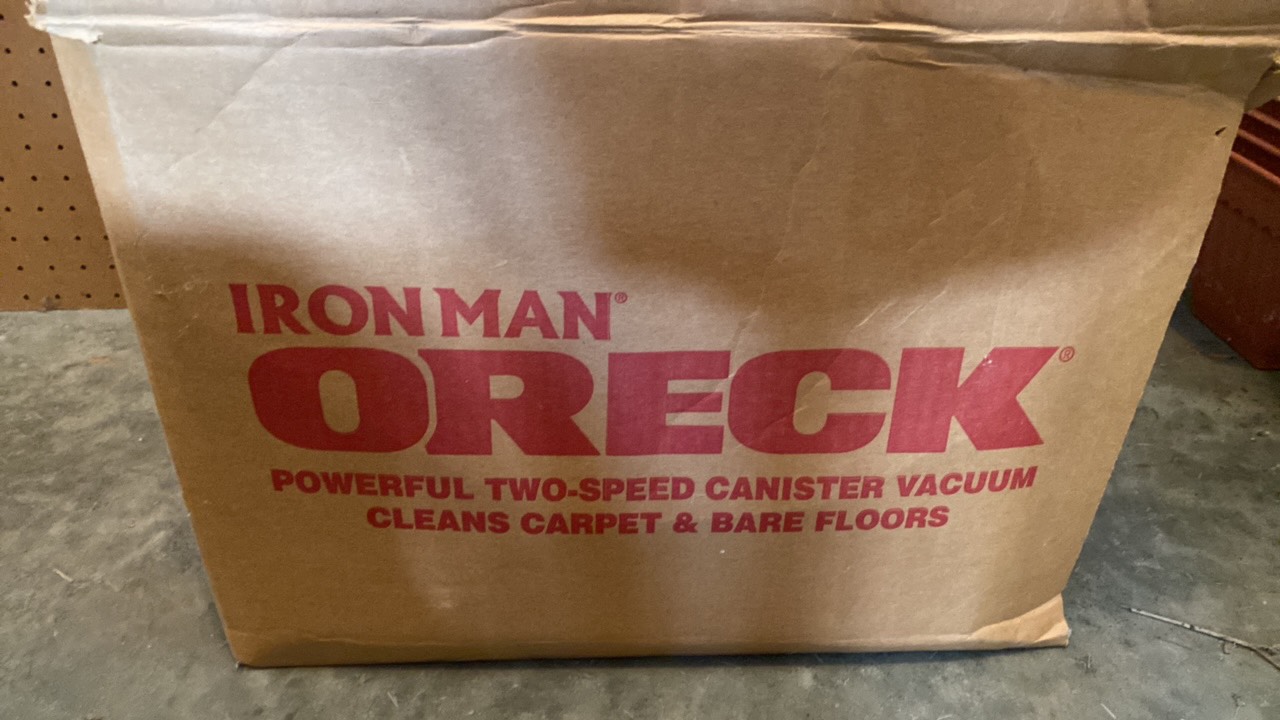 IRON MAN®
ORECK®
POWERFUL TWO-SPEED CANISTER VACUUM
CLEANS CARPET & BARE FLOORS